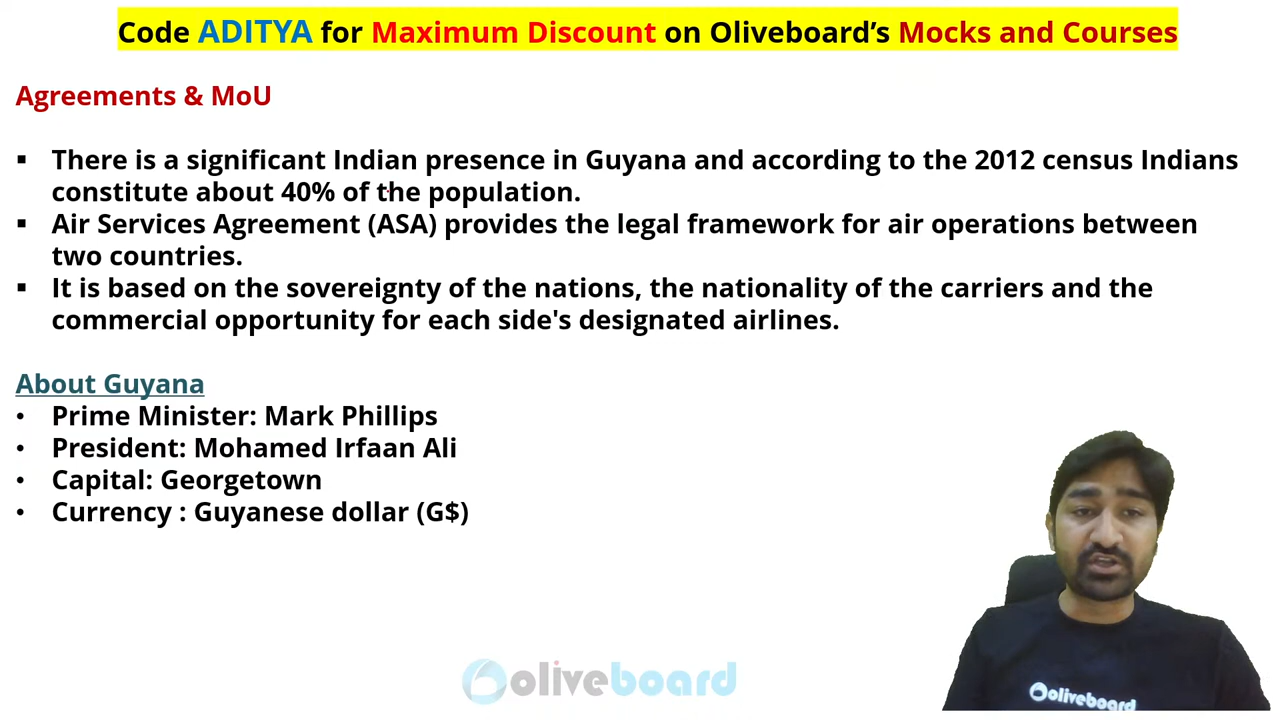 Code ADITYA for Maximum Discount on Oliveboard’s Mocks and Courses
Agreements & MoU
▪ There is a significant Indian presence in Guyana and according to the 2012 census Indians
constitute about 40% of the population.
▪ Air Services Agreement (ASA) provides the legal framework for air operations between
two countries.
▪ It is based on the sovereignty of the nations, the nationality of the carriers and the
commercial opportunity for each side's designated airlines.
About Guyana
• Prime Minister: Mark Phillips
• President: Mohamed Irfaan Ali
• Capital: Georgetown
• Currency : Guyanese dollar (G$)
oliveboard
oliveboard